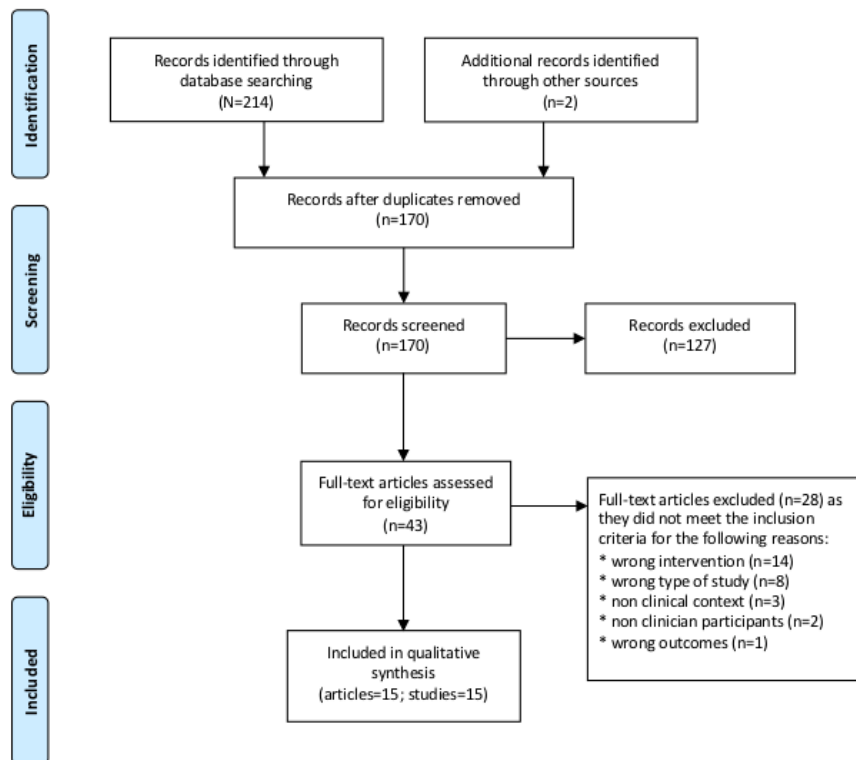 Identification
Records identified through
database searching
(N=214)
Additional records identified
through other sources
(n=2)
Records after duplicates removed
(n=170)
Screening
Records screened
(n=170)
Records excluded
(n=127)
Eligibility
Full-text articles assessed
for eligibility
(n=43)
Full-text articles excluded (n=28) as
they did not meet the inclusion
criteria for the following reasons:
* wrong intervention (n=14)
* wrong type of study (n=8)
* non clinical context (n=3)
* non clinician participants (n=2)
* wrong outcomes (n=1)
Included
Included in qualitative
synthesis
(articles=15; studies=15)